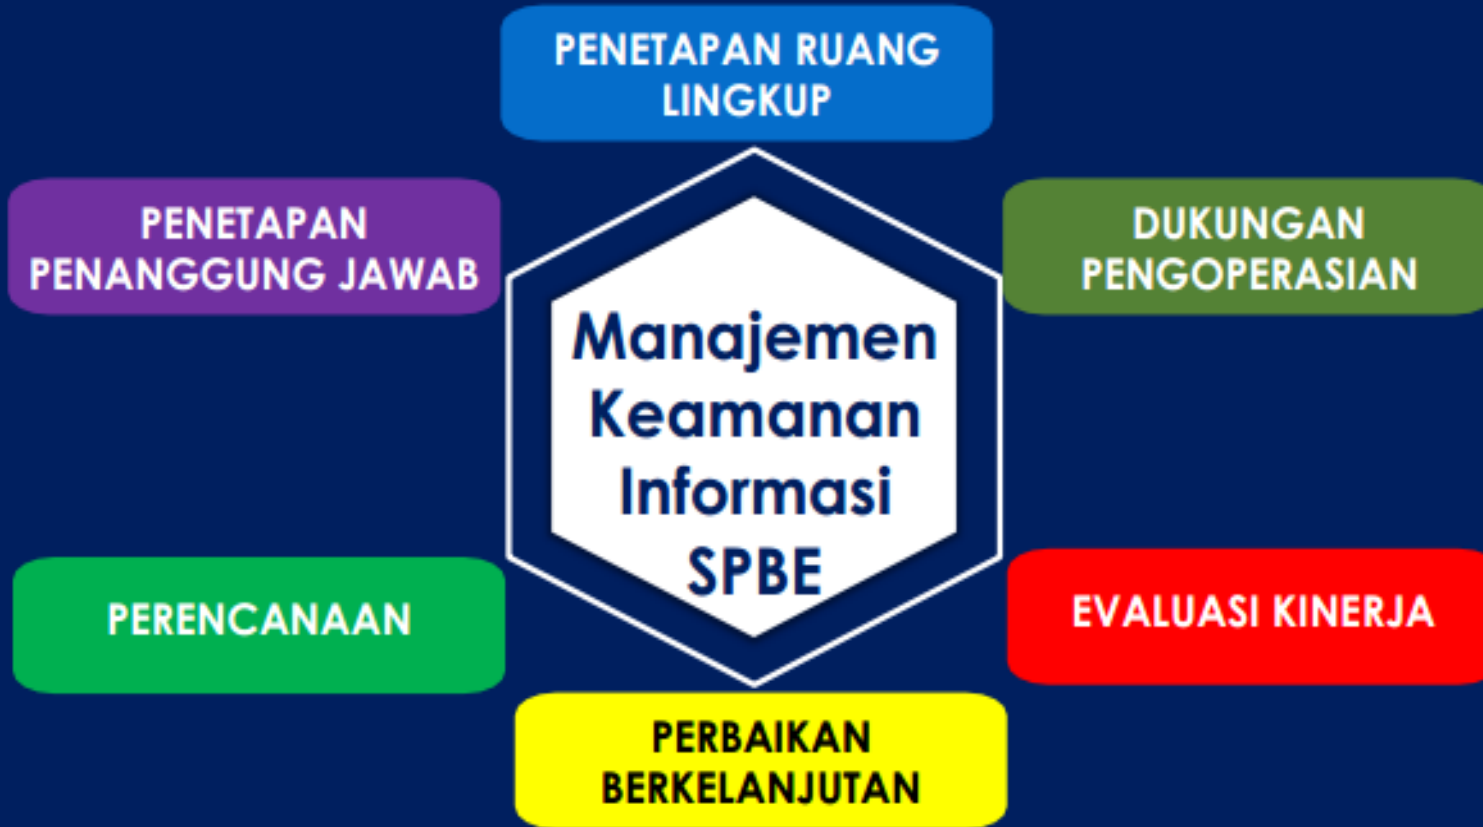 PENETAPAN RUANG
LINGKUP
PENETAPAN
PENANGGUNG JAWAB
DUKUNGAN
PENGOPERASIAN
Manajemen
Keamanan
Informasi
SPBE
PERENCANAAN
EVALUASI KINERJA
PERBAIKAN
BERKELANJUTAN